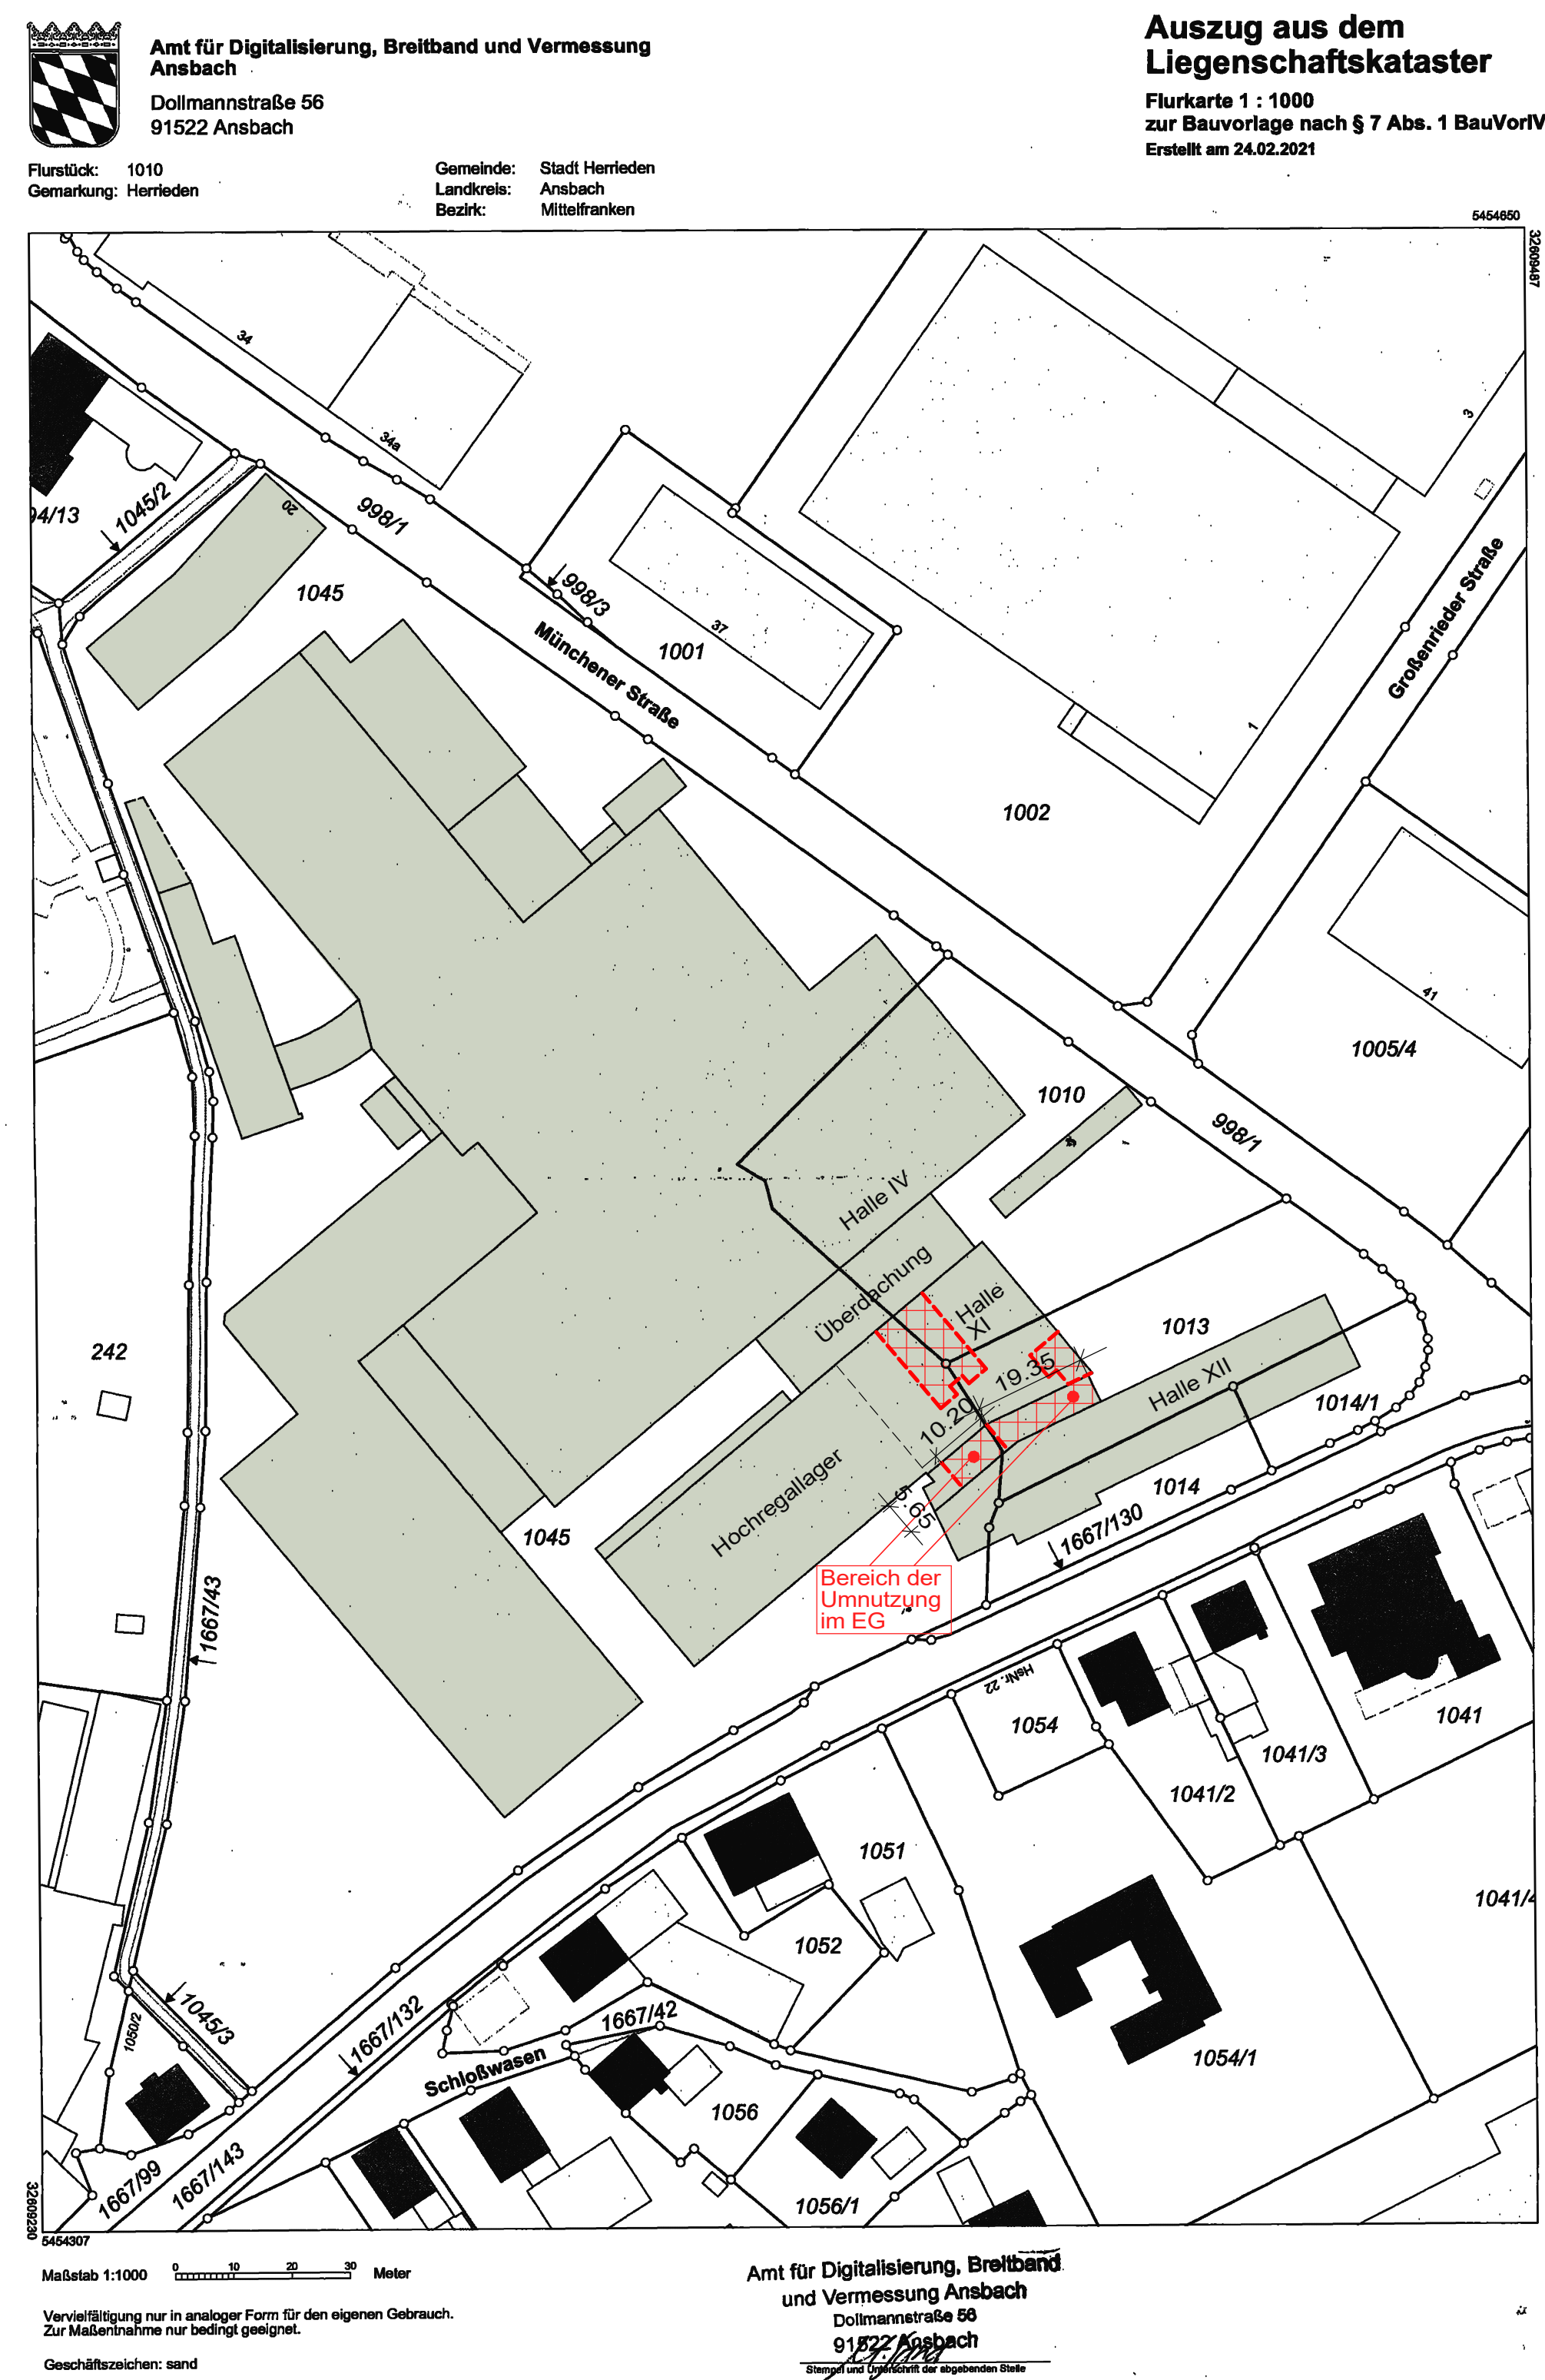 Amt für Digitalisierung, Breitband und Vermessung
Ansbach
Dollmannstraße 56
91522 Ansbach
Auszug aus dem
Liegenschaftskataster
Flurkarte 1 : 1000
zur Bauvorlage nach § 7 Abs. 1 BauVorlV
Erstellt am 24.02.2021
Flurstück: 1010
Gemarkung: Herrieden
Gemeinde: Stadt Herrieden
Landkreis: Ansbach
Bezirk: Mittelfranken
5454650
32609487
34
34a
3
94/13
1045/2
20
998/1
1045
998/3
37
1001
Münchener Straße
Großenrieder Straße
1
1002
41
1005/4
1010
998/1
Halle IV
Überdachung
Halle
XI
1013
242
19.35
10.20
Halle XII
1014/1
Hochregallager
5.65
1014
1045
1667/130
Bereich der
Umnutzung
im EG
1667/43
HsNr. 22
1054
1041
1041/3
1041/2
1051
1041/4
1052
1045/3
1050/2
1667/132
1667/42
Schloßwasen
1054/1
1056
1667/99
1667/143
1056/1
32609230
5454307
Maßstab 1:1000
0 10 20 30
Meter
Vervielfältigung nur in analoger Form für den eigenen Gebrauch.
Zur Maßentnahme nur bedingt geeignet.
Geschäftszeichen: sand
Amt für Digitalisierung, Breitband
und Vermessung Ansbach
Dollmannstraße 56
91522 Ansbach
Stempel und Unterschrift der abgebenden Stelle